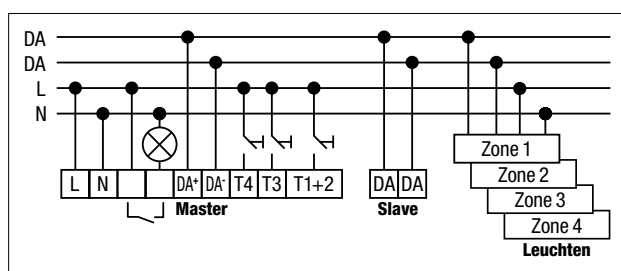 DA
DA
L
N
Zone 1
Zone 2
Zone 3
Zone 4
L N DA+ DA- T4 T3 T1+2
DA DA
Master
Slave
Leuchten